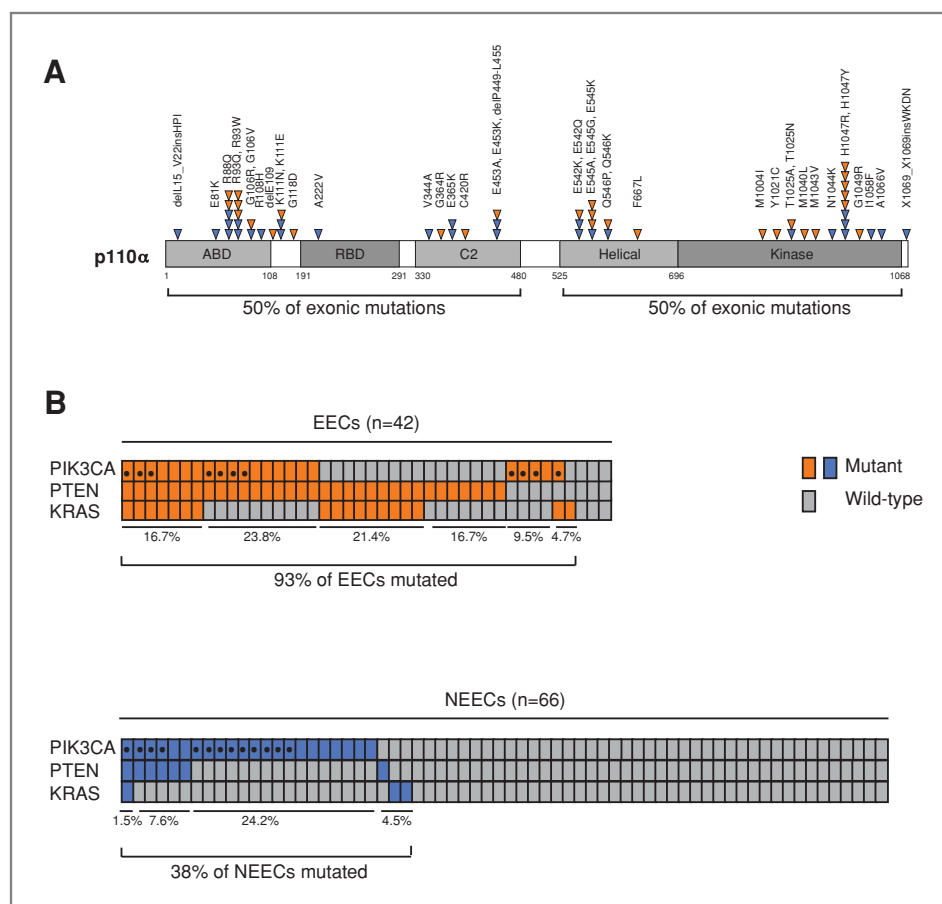 A
delL15_V22insHPI
E81K
R88Q
R93Q, R93W
G106R, G106V
R108H
delE109
K111N, K111E
G118D
A222V
V344A
G364R
E365K
C420R
E453A, E453K, delP449-L455
E542K, E542Q
E545A, E545G, E545K
Q546P, Q546K
F667L
M1004I
Y1021C
T1025A, T1025N
M1040L
M1043V
N1044K
H1047R, H1047Y
G1049R
I1058F
A1066V
X1069_X1069insWKDN
p110α ABD RBD C2 Helical Kinase
1 108 191 291 330 480 525 696 1068
50% of exonic mutations 50% of exonic mutations
B
EECs (n=42)
PIK3CA
PTEN
KRAS
16.7% 23.8% 21.4% 16.7% 9.5% 4.7%
93% of EECs mutated
Mutant
Wild-type
NEECs (n=66)
PIK3CA
PTEN
KRAS
1.5% 7.6% 24.2% 4.5%
38% of NEECs mutated